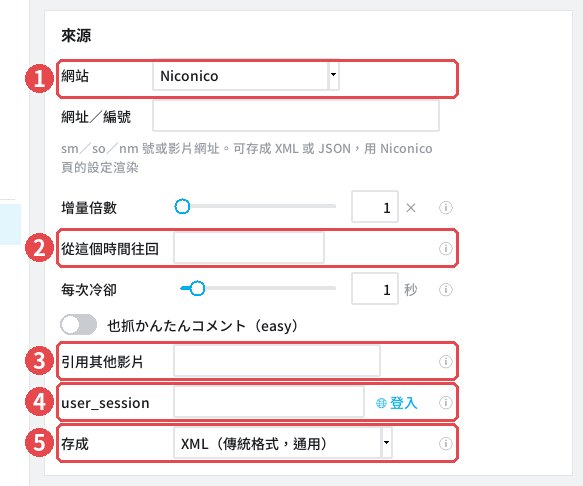 來源
1 網站 Niconico
網址／編號
sm／so／nm 號或影片網址。可存成 XML 或 JSON，用 Niconico
頁的設定渲染
增量倍數 1 ×
2 從這個時間往回
每次冷卻 1 秒
也抓かんたんコメント（easy）
3 引用其他影片
4 user_session 登入
5 存成 XML（傳統格式，通用）